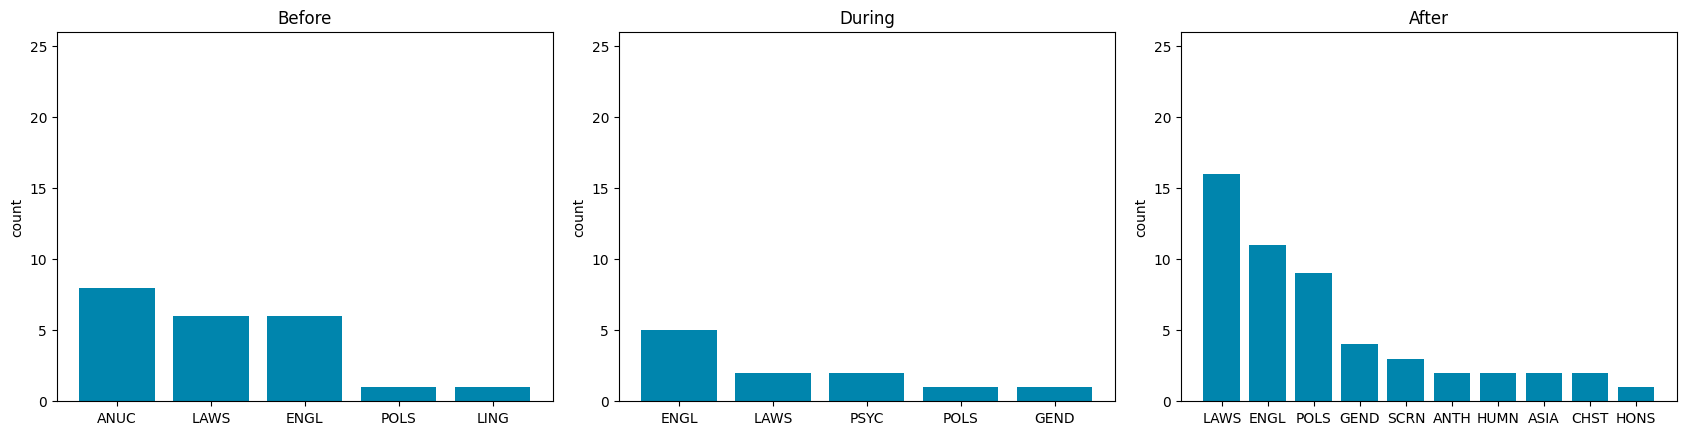 Before
25
20
15
10
5
0
count
ANUC LAWS ENGL POLS LING
During
25
20
15
10
5
0
count
ENGL LAWS PSYC POLS GEND
After
25
20
15
10
5
0
count
LAWS ENGL POLS GEND SCRN ANTH HUMN ASIA CHST HONS